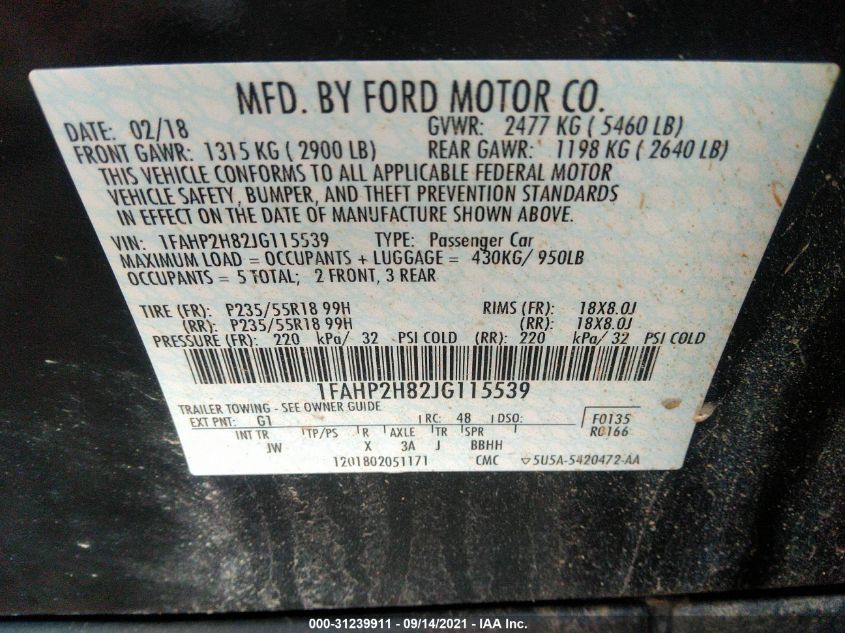 MFD. BY FORD MOTOR CO.
DATE: 02/18 GVWR: 2477 KG ( 5460 LB)
FRONT GAWR: 1315 KG ( 2900 LB) REAR GAWR: 1198 KG ( 2640 LB)
THIS VEHICLE CONFORMS TO ALL APPLICABLE FEDERAL MOTOR
VEHICLE SAFETY, BUMPER, AND THEFT PREVENTION STANDARDS
IN EFFECT ON THE DATE OF MANUFACTURE SHOWN ABOVE.
VIN: 1FAHP2H82JG115539 TYPE: Passenger Car
MAXIMUM LOAD = OCCUPANTS + LUGGAGE = 430KG/ 950LB
OCCUPANTS = 5 TOTAL; 2 FRONT, 3 REAR
TIRE (FR): P235/55R18 99H RIMS (FR): 18X8.0J
(RR): P235/55R18 99H (RR): 18X8.0J
PRESSURE (FR): 220 kPa/ 32 PSI COLD (RR): 220 kPa/ 32 PSI COLD
1FAHP2H82JG115539
TRAILER TOWING - SEE OWNER GUIDE
EXT PNT: G1 RC: 48 DSO: F0135
INT TR TP/PS R AXLE TR SPR R0166
JW X 3A J BBHH
1201802051171 CMC ▽5U5A-5420472-AA
000-31239911 - 09/14/2021 - IAA Inc.